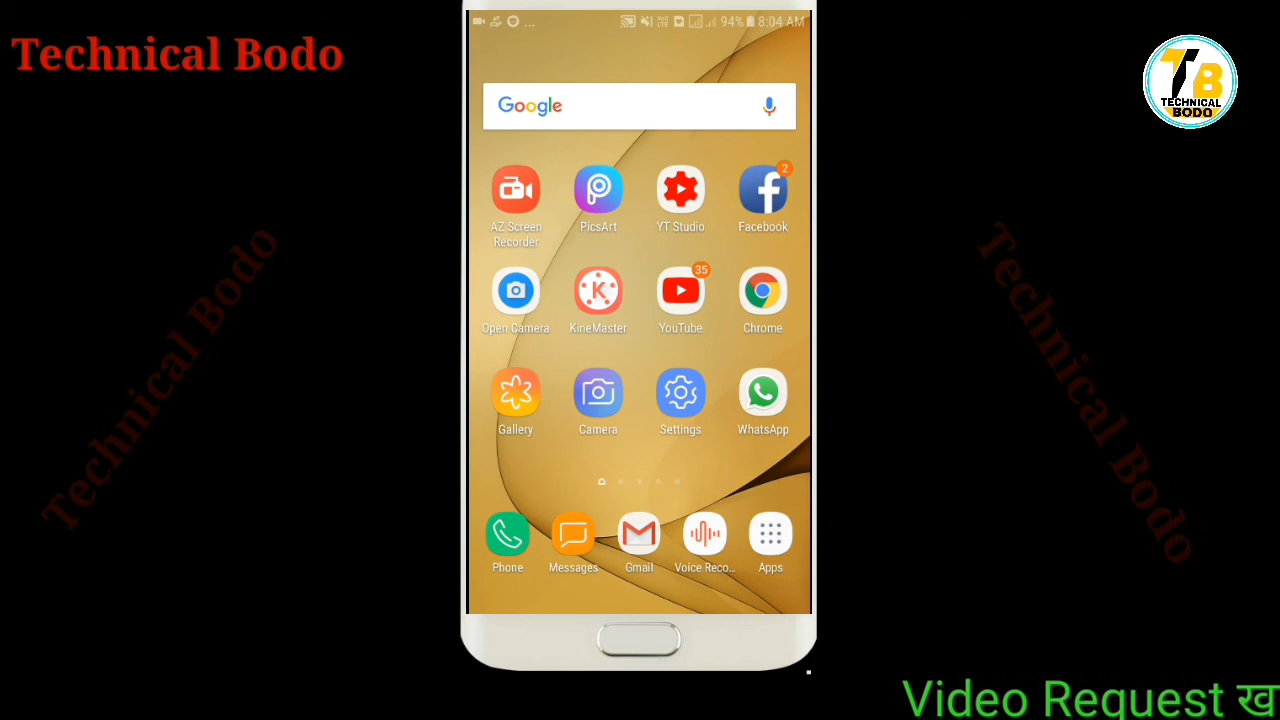 Technical Bodo
TB
TECHNICAL
BODO
... 94% 8:04 AM
Google
2
AZ Screen
Recorder
PicsArt
YT Studio
Facebook
35
Open Camera
KineMaster
YouTube
Chrome
Gallery
Camera
Settings
WhatsApp
Phone
Messages
Gmail
Voice Reco...
Apps
Technical Bodo
Technical Bodo
Video Request ख